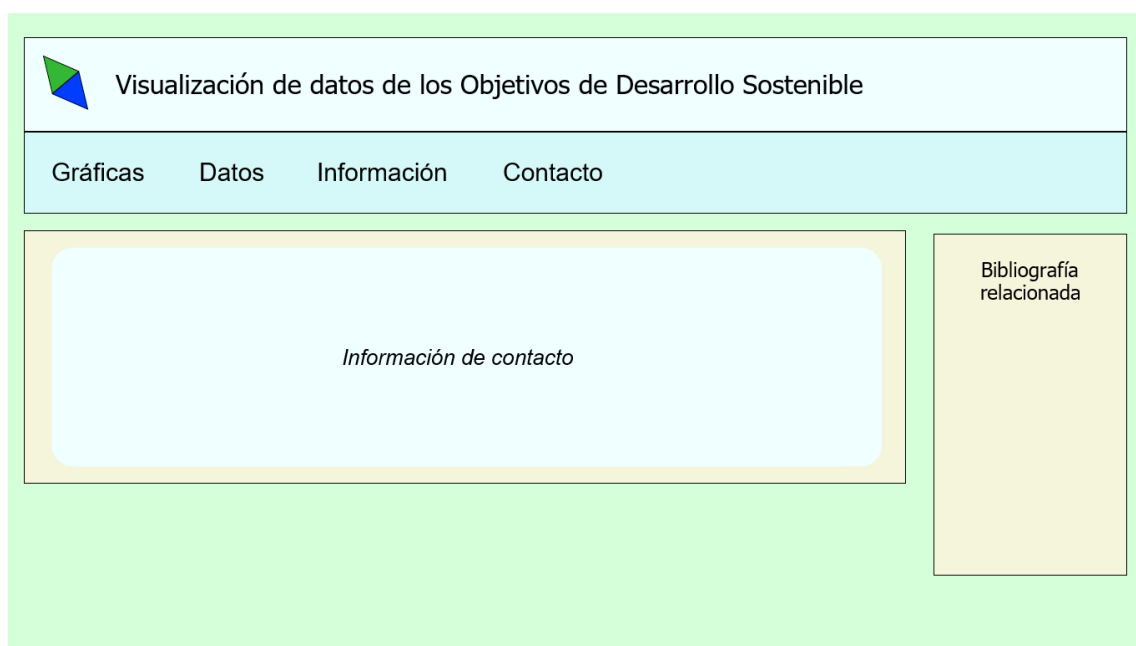 Visualización de datos de los Objetivos de Desarrollo Sostenible
Gráficas Datos Información Contacto
Información de contacto
Bibliografía
relacionada